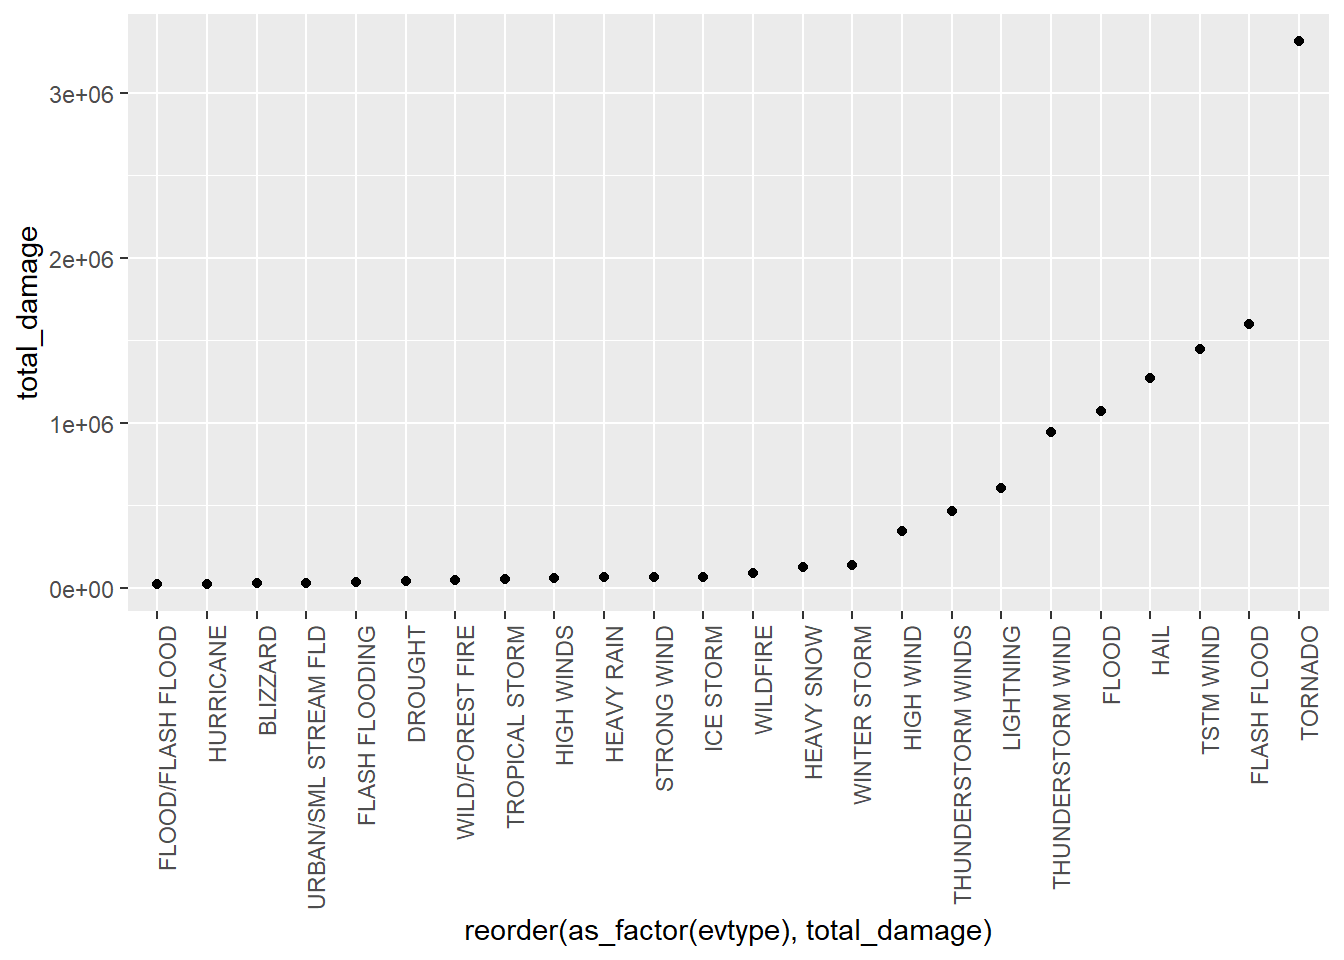 total_damage
3e+06
2e+06
1e+06
0e+00
FLOOD/FLASH FLOOD
HURRICANE
BLIZZARD
URBAN/SML STREAM FLD
FLASH FLOODING
DROUGHT
WILD/FOREST FIRE
TROPICAL STORM
HIGH WINDS
HEAVY RAIN
STRONG WIND
ICE STORM
WILDFIRE
HEAVY SNOW
WINTER STORM
HIGH WIND
THUNDERSTORM WINDS
LIGHTNING
THUNDERSTORM WIND
FLOOD
HAIL
TSTM WIND
FLASH FLOOD
TORNADO
reorder(as_factor(evtype), total_damage)